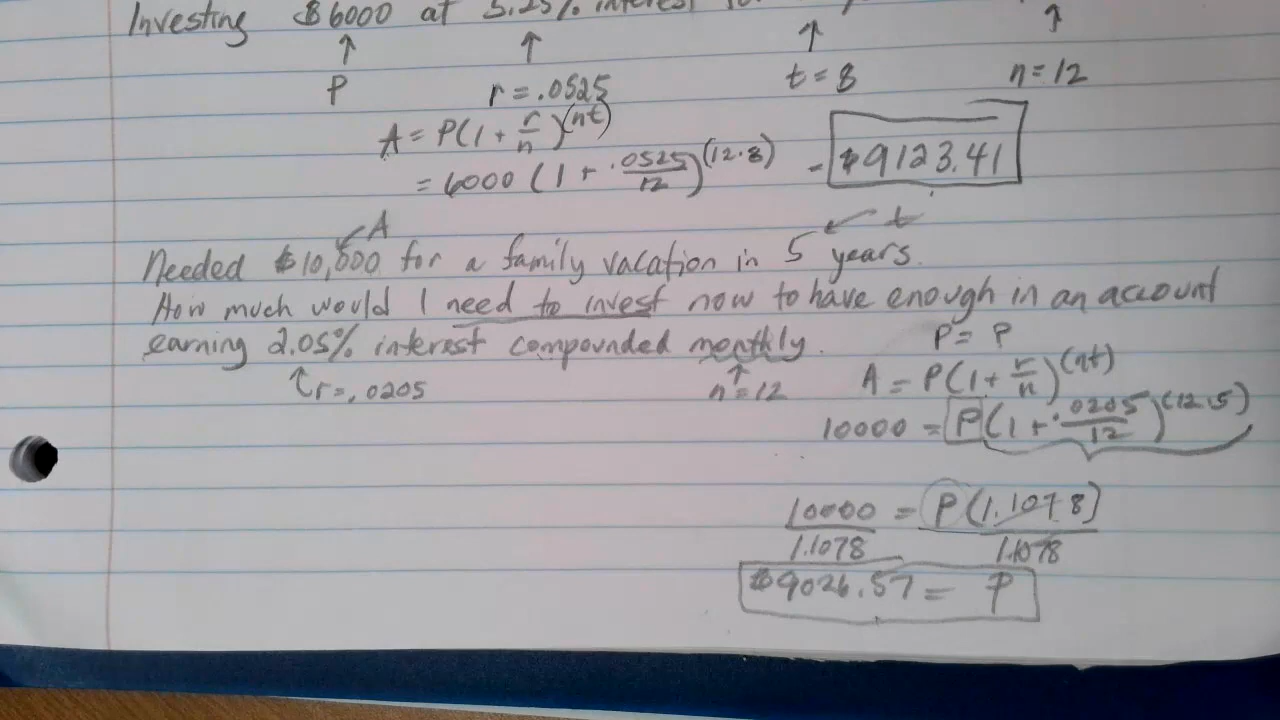 Investing $6000 at 5.25% interest
P
r = .0525
t = 8
n = 12
A = P(1 + r/n)^(nt)
= 6000 (1 + .0525/12)^(12·8) = $9123.41
A
t
Needed $10,000 for a family vacation in 5 years.
How much would I need to invest now to have enough in an account
earning 2.05% interest compounded monthly.
P = P
r = .0205
n = 12
A = P(1 + r/n)^(nt)
10000 = P(1 + .0205/12)^(12·5)
10000 = P(1.1078)
1.1078 1.1078
$9026.57 = P